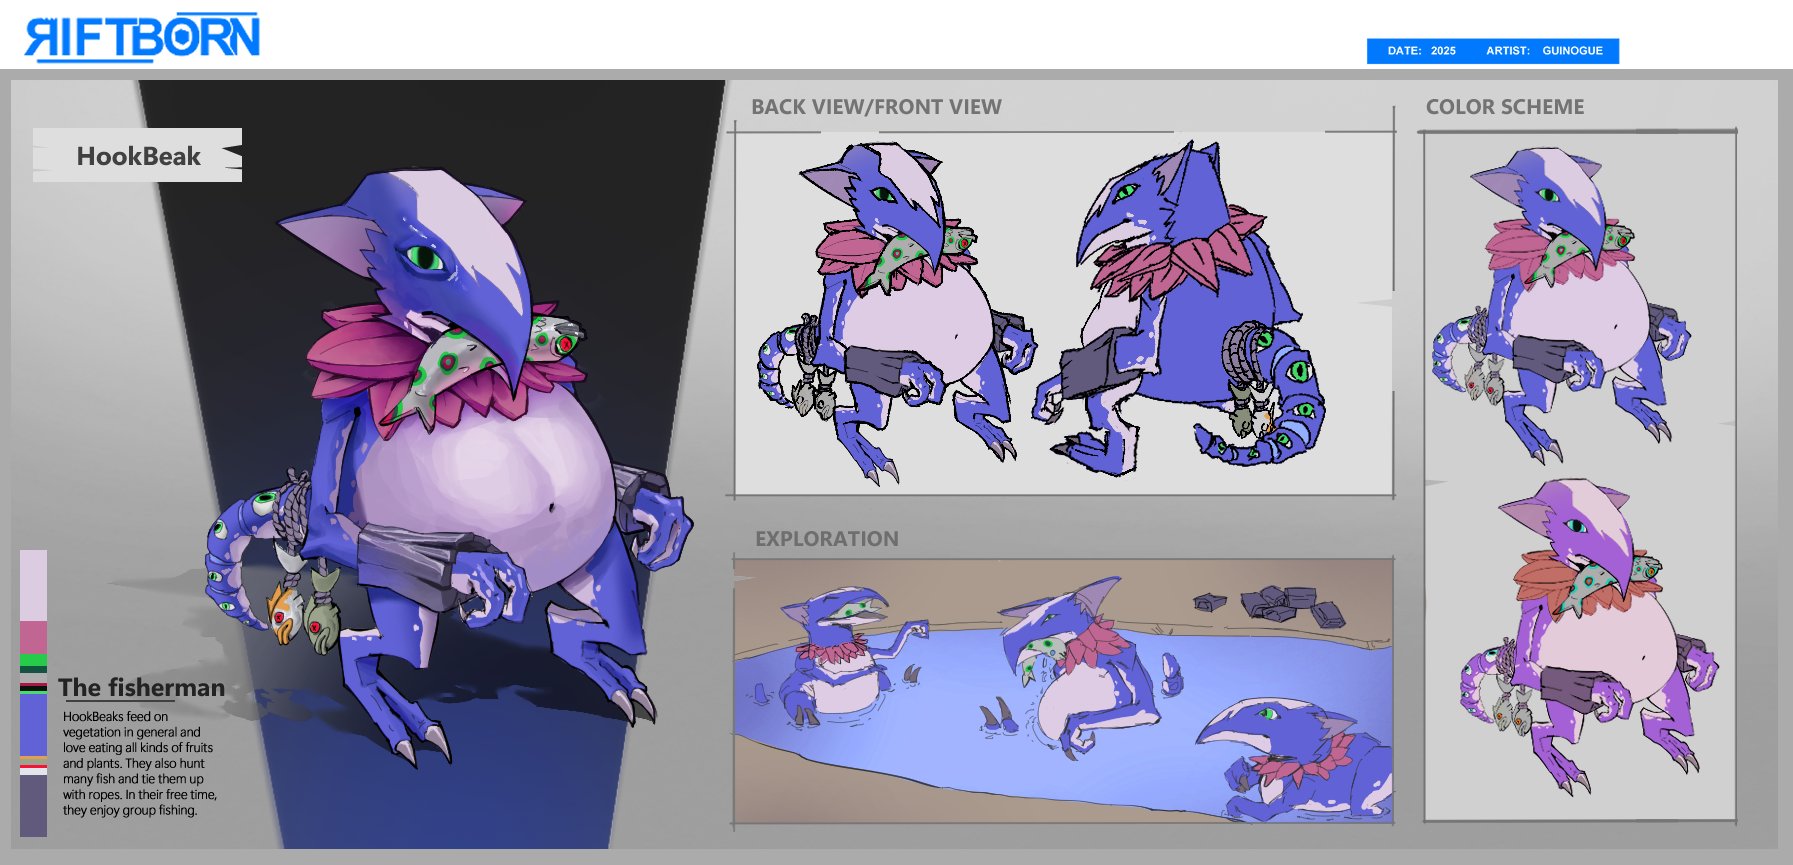 RIFTBORN
DATE: 2025 ARTIST: GUINOGUE
HookBeak
BACK VIEW/FRONT VIEW
COLOR SCHEME
EXPLORATION
The fisherman
HookBeaks feed on
vegetation in general and
love eating all kinds of fruits
and plants. They also hunt
many fish and tie them up
with ropes. In their free time,
they enjoy group fishing.